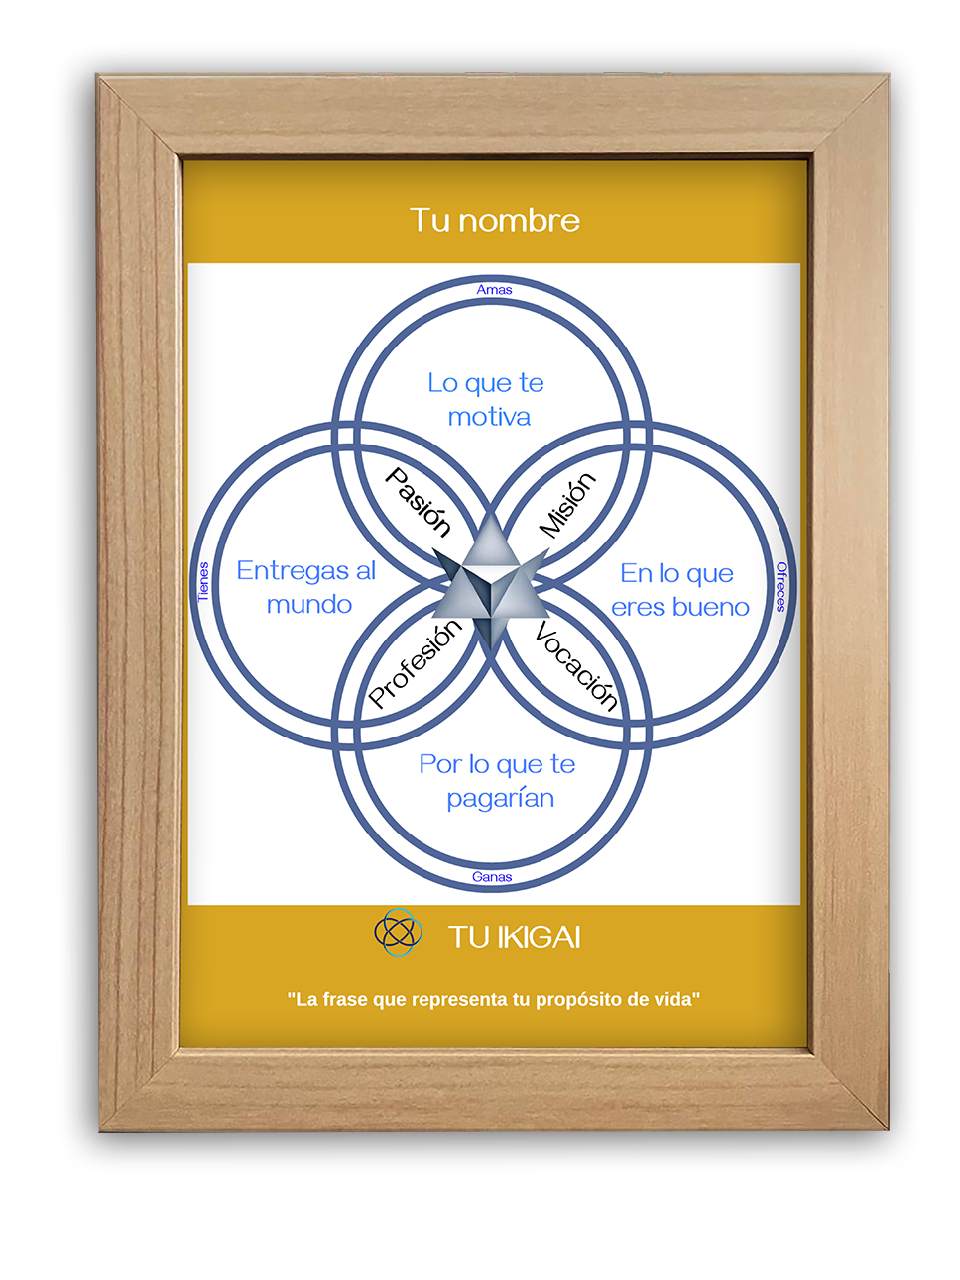 Tu nombre
Amas
Lo que te
motiva
Pasión
Misión
Tienes
Entregas al
mundo
En lo que
eres bueno
Ofreces
Profesión
Vocación
Por lo que te
pagarían
Ganas
TU IKIGAI
"La frase que representa tu propósito de vida"